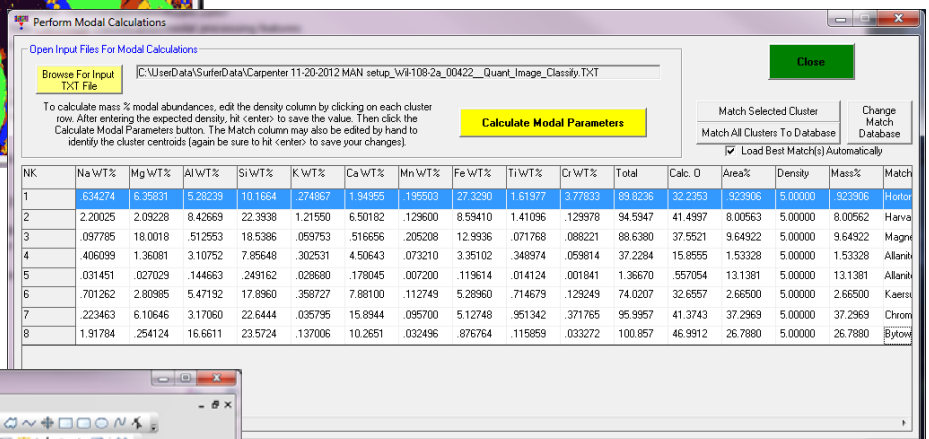 Perform Modal Calculations
Open Input Files For Modal Calculations
Browse For Input TXT File
C:\UserData\SurferData\Carpenter 11-20-2012 MAN setup_Wil-108-2a_00422__Quant_Image_Classify.TXT
To calculate mass % modal abundances, edit the density column by clicking on each cluster
row. After entering the expected density, hit <enter> to save the value. Then click the
Calculate Modal Parameters button. The Match column may also be edited by hand to
identify the cluster centroids (again be sure to hit <enter> to save your changes).
Calculate Modal Parameters
Close
Match Selected Cluster
Match All Clusters To Database
Change Match Database
Load Best Match(s) Automatically
NK Na WT% Mg WT% Al WT% Si WT% K WT% Ca WT% Mn WT% Fe WT% Ti WT% Cr WT% Total Calc. O Area% Density Mass% Match
1 .634274 6.35831 5.28239 10.1664 .274867 1.94955 .195503 27.3290 1.61977 3.77833 89.8236 32.2353 .923906 5.00000 .923906 Horton
2 2.20025 2.09228 8.42669 22.3938 1.21550 6.50182 .129600 8.59410 1.41096 .129978 94.5947 41.4997 8.00563 5.00000 8.00562 Harva
3 .097785 18.0018 .512553 18.5386 .059753 .516656 .205208 12.9936 .071768 .088221 88.6380 37.5521 9.64922 5.00000 9.64922 Magne
4 .406099 1.36081 3.10752 7.85648 .302531 4.50643 .073210 3.35102 .348974 .059814 37.2284 15.8555 1.53328 5.00000 1.53328 Allanit
5 .031451 .027029 .144663 .249162 .028680 .178045 .007200 .119614 .014124 .001841 1.36670 .557054 13.1381 5.00000 13.1381 Allanit
6 .701262 2.80985 5.47192 17.8960 .358727 7.88100 .112749 5.28960 .714679 .129249 74.0207 32.6557 2.66500 5.00000 2.66500 Kaersu
7 .223463 6.10646 3.17060 22.6444 .035795 15.8944 .095700 5.12748 .951342 .371765 95.9957 41.3743 37.2969 5.00000 37.2969 Chrom
8 1.91784 .254124 16.6611 23.5724 .137006 10.2651 .032496 .876764 .115859 .033272 100.857 46.9912 26.7880 5.00000 26.7880 Bytow